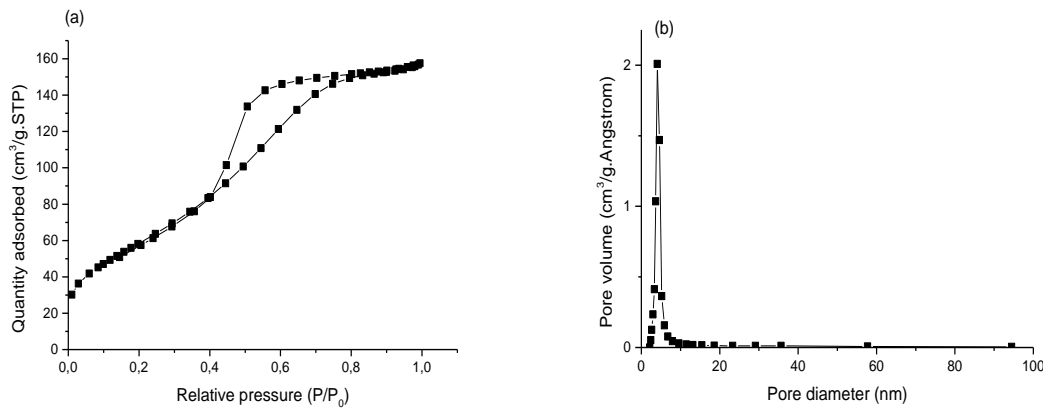 (a)
160
140
120
100
80
60
40
20
0
0,0 0,2 0,4 0,6 0,8 1,0
Quantity adsorbed (cm³/g.STP)
Relative pressure (P/P₀)
(b)
2
1
0
0 20 40 60 80 100
Pore volume (cm³/g.Angstrom)
Pore diameter (nm)